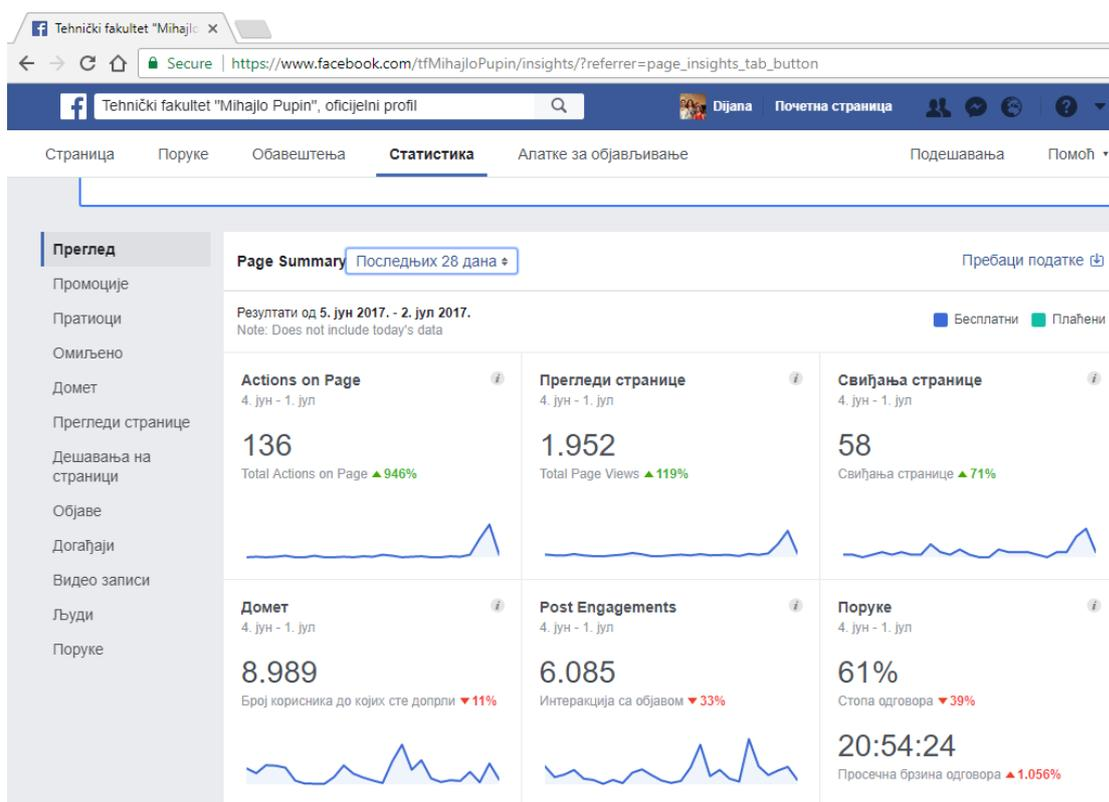 Tehnički fakultet "Mihajlo
Secure https://www.facebook.com/tfMihajloPupin/insights/?referrer=page_insights_tab_button
Tehnički fakultet "Mihajlo Pupin", oficijelni profil Dijana Почетна страница
Страница Поруке Обавештења Статистика Алатке за објављивање Подешавања Помоћ
Преглед
Промоције
Пратиоци
Омиљено
Домет
Прегледи странице
Дешавања на
страници
Објаве
Догађаји
Видео записи
Људи
Поруке
Page Summary Последњих 28 дана Пребаци податке
Резултати од 5. јун 2017. - 2. јул 2017.
Note: Does not include today's data
Бесплатни Плаћени
Actions on Page
4. јун - 1. јул
136
Total Actions on Page ▲946%
Прегледи странице
4. јун - 1. јул
1.952
Total Page Views ▲119%
Свиђања странице
4. јун - 1. јул
58
Свиђања странице ▲71%
Домет
4. јун - 1. јул
8.989
Број корисника до којих сте допрли ▼11%
Post Engagements
4. јун - 1. јул
6.085
Интеракција са објавом ▼33%
Поруке
4. јун - 1. јул
61%
Стопа одговора ▼39%
20:54:24
Просечна брзина одговора ▲1.056%